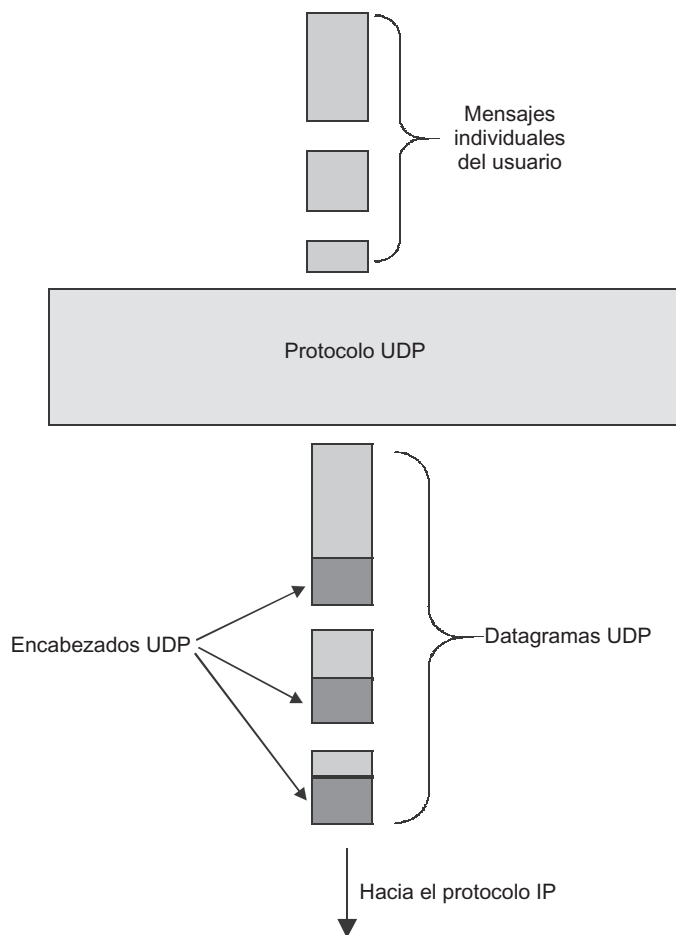 Mensajes
individuales
del usuario
Protocolo UDP
Encabezados UDP
Datagramas UDP
Hacia el protocolo IP